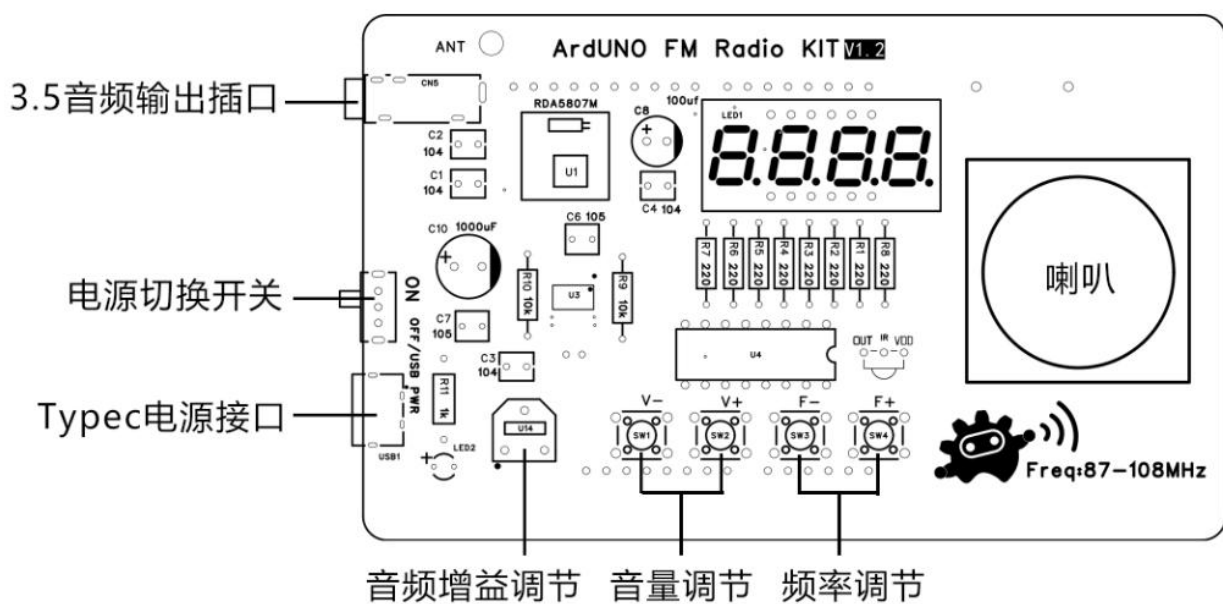 ANT
ArdUNO FM Radio KIT V1.2
3.5音频输出插口
CN5
RDA5807M
C8
100uf
LED1
8.8.8.8.
C2
104
U1
C1
104
C4 104
C6 105
C10 1000uF
R7 220
R6 220
R5 220
R4 220
R3 220
R2 220
R1 220
R8 220
喇叭
电源切换开关
ON
OFF/USB PWR
R10 10k
U3
R9 10k
C7
105
U4
OUT IR VDD
C3
104
Typec电源接口
R11 1k
USB1
LED2
U14
V-
V+
F-
F+
SW1
SW2
SW3
SW4
Freq:87-108MHz
音频增益调节
音量调节
频率调节